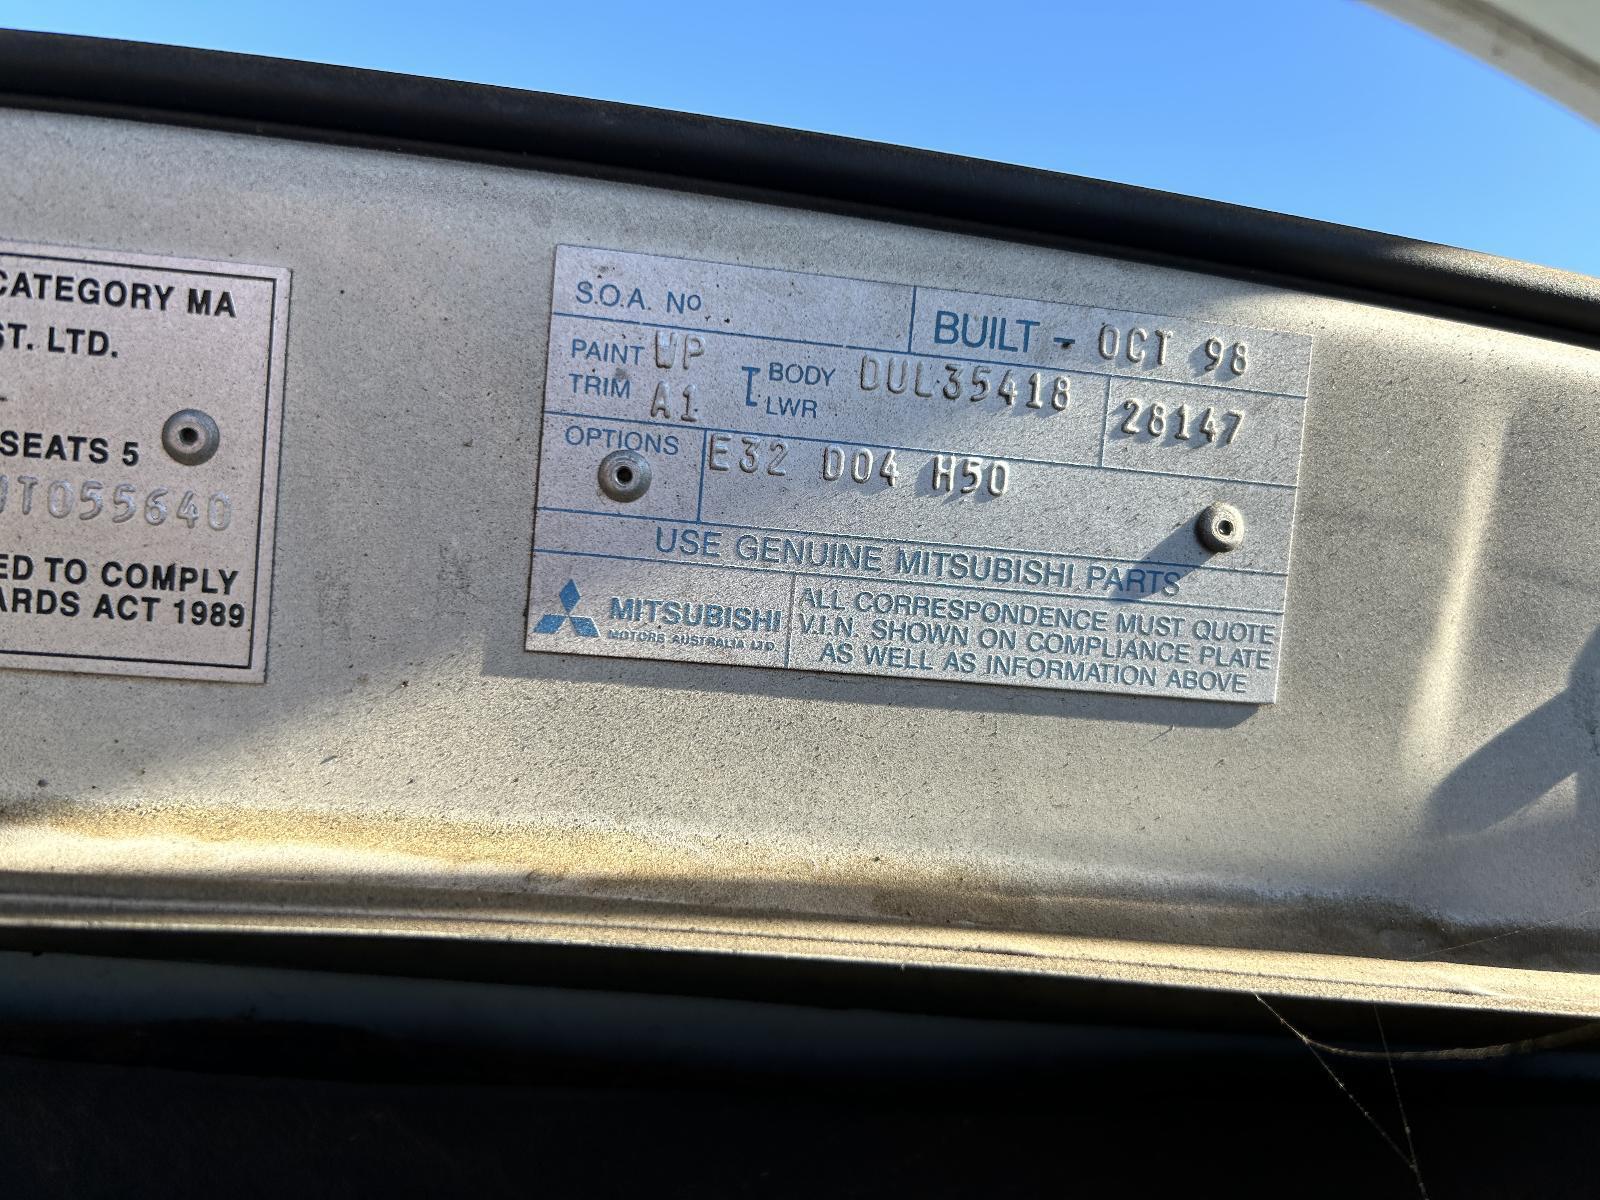 CATEGORY MA
ST. LTD.
SEATS 5
JT055640
ED TO COMPLY
ARDS ACT 1989
S.O.A. No.
BUILT - OCT 98
PAINT WP
TRIM A1
BODY DUL35418
LWR
28147
OPTIONS E32 D04 H50
USE GENUINE MITSUBISHI PARTS
MITSUBISHI
MOTORS AUSTRALIA LTD.
ALL CORRESPONDENCE MUST QUOTE
V.I.N. SHOWN ON COMPLIANCE PLATE
AS WELL AS INFORMATION ABOVE